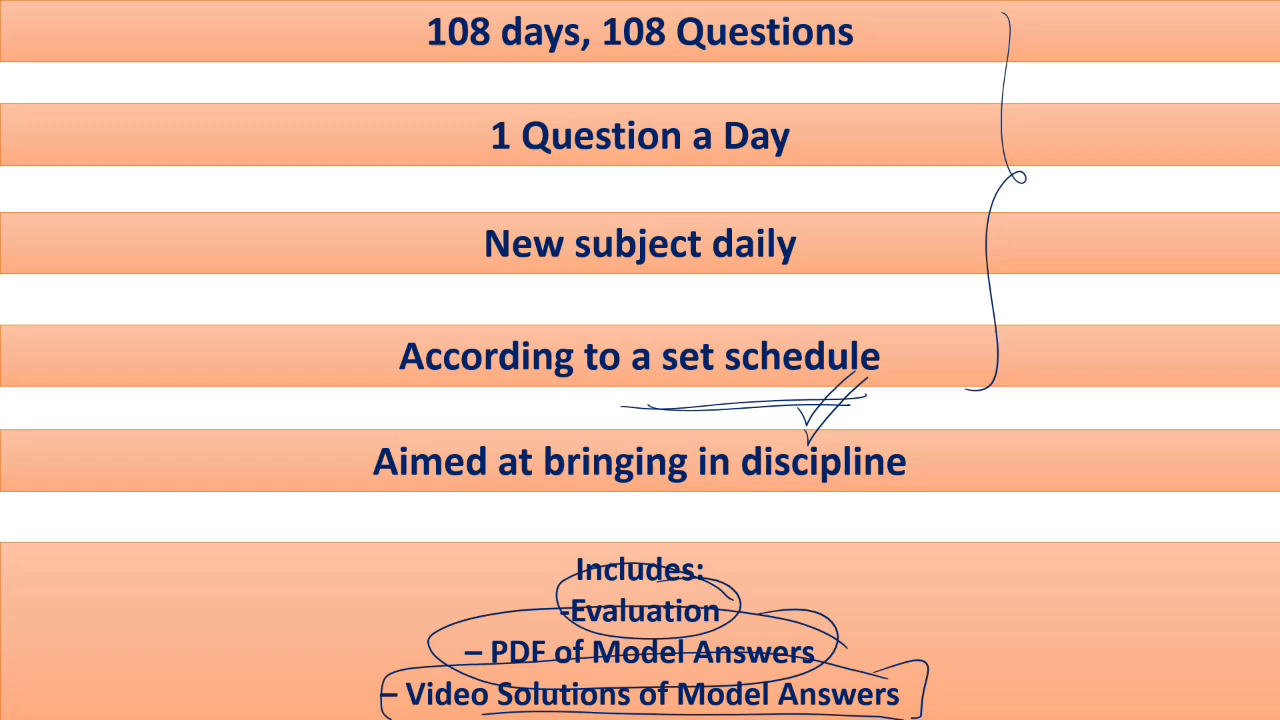 108 days, 108 Questions
1 Question a Day
New subject daily
According to a set schedule
Aimed at bringing in discipline
Includes:
-Evaluation
– PDF of Model Answers
– Video Solutions of Model Answers